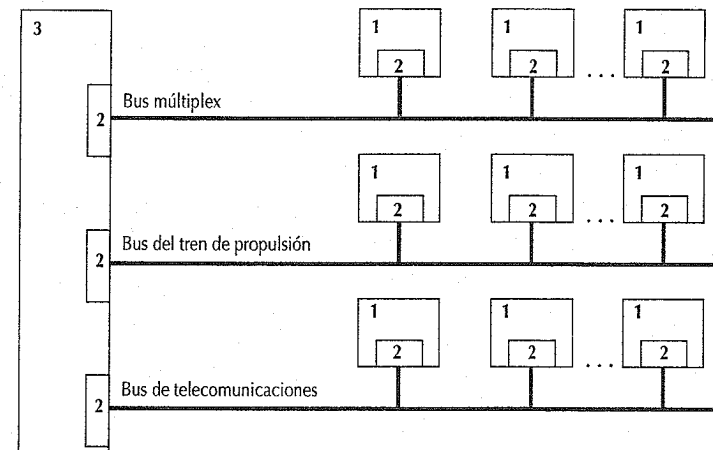 3
1 1 1
2 2 ... 2
2 Bus múltiplex
1 1 1
2 2 ... 2
2 Bus del tren de propulsión
1 1 1
2 2 ... 2
2 Bus de telecomunicaciones